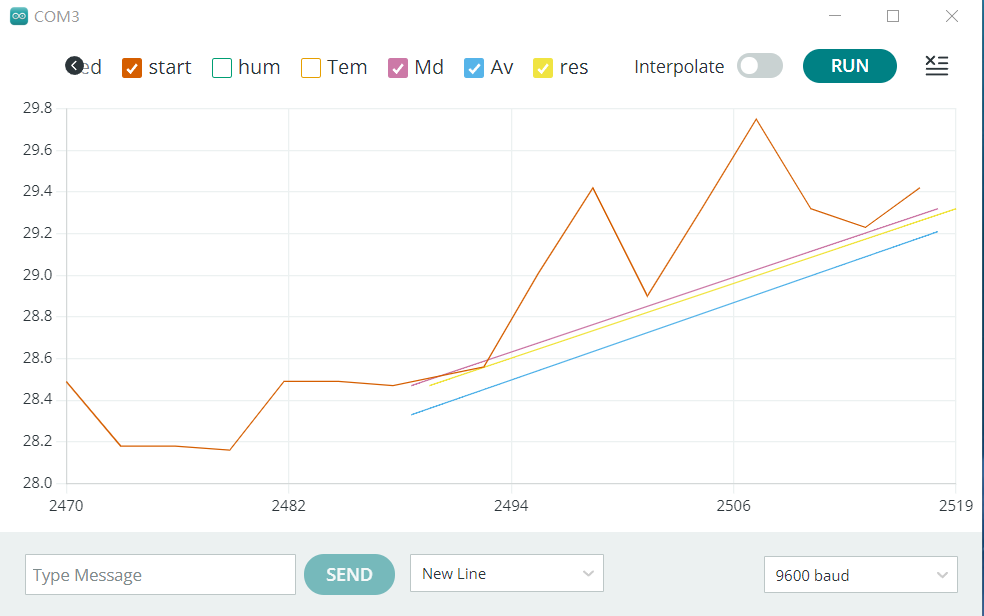 COM3
ed start hum Tem Md Av res Interpolate RUN
29.8
29.6
29.4
29.2
29.0
28.8
28.6
28.4
28.2
28.0
2470 2482 2494 2506 2519
Type Message SEND New Line 9600 baud